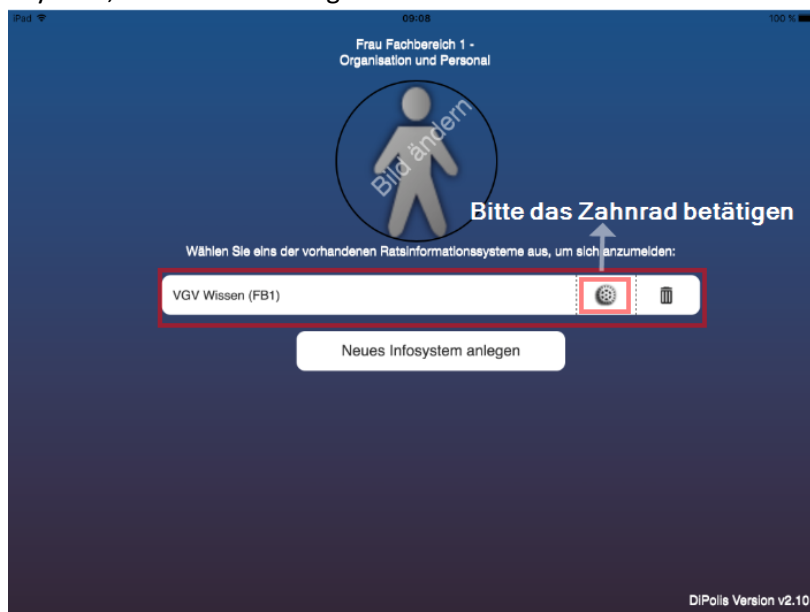 iPad 09:08 100 %
Frau Fachbereich 1 -
Organisation und Personal
Bild ändern
Bitte das Zahnrad betätigen
Wählen Sie eins der vorhandenen Ratsinformationssysteme aus, um sich anzumelden:
VGV Wissen (FB1)
Neues Infosystem anlegen
DiPolis Version v2.10